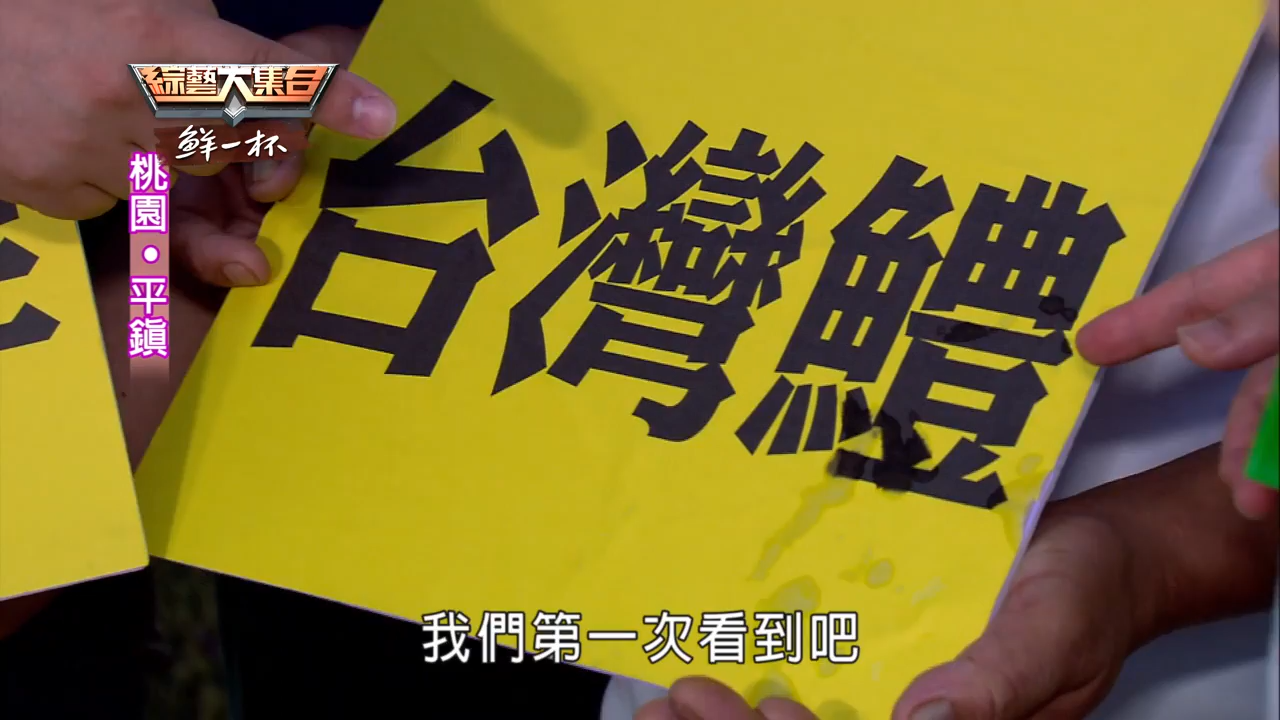 綜藝大集合
鮮一杯
桃園•平鎮
台灣鱧
我們第一次看到吧